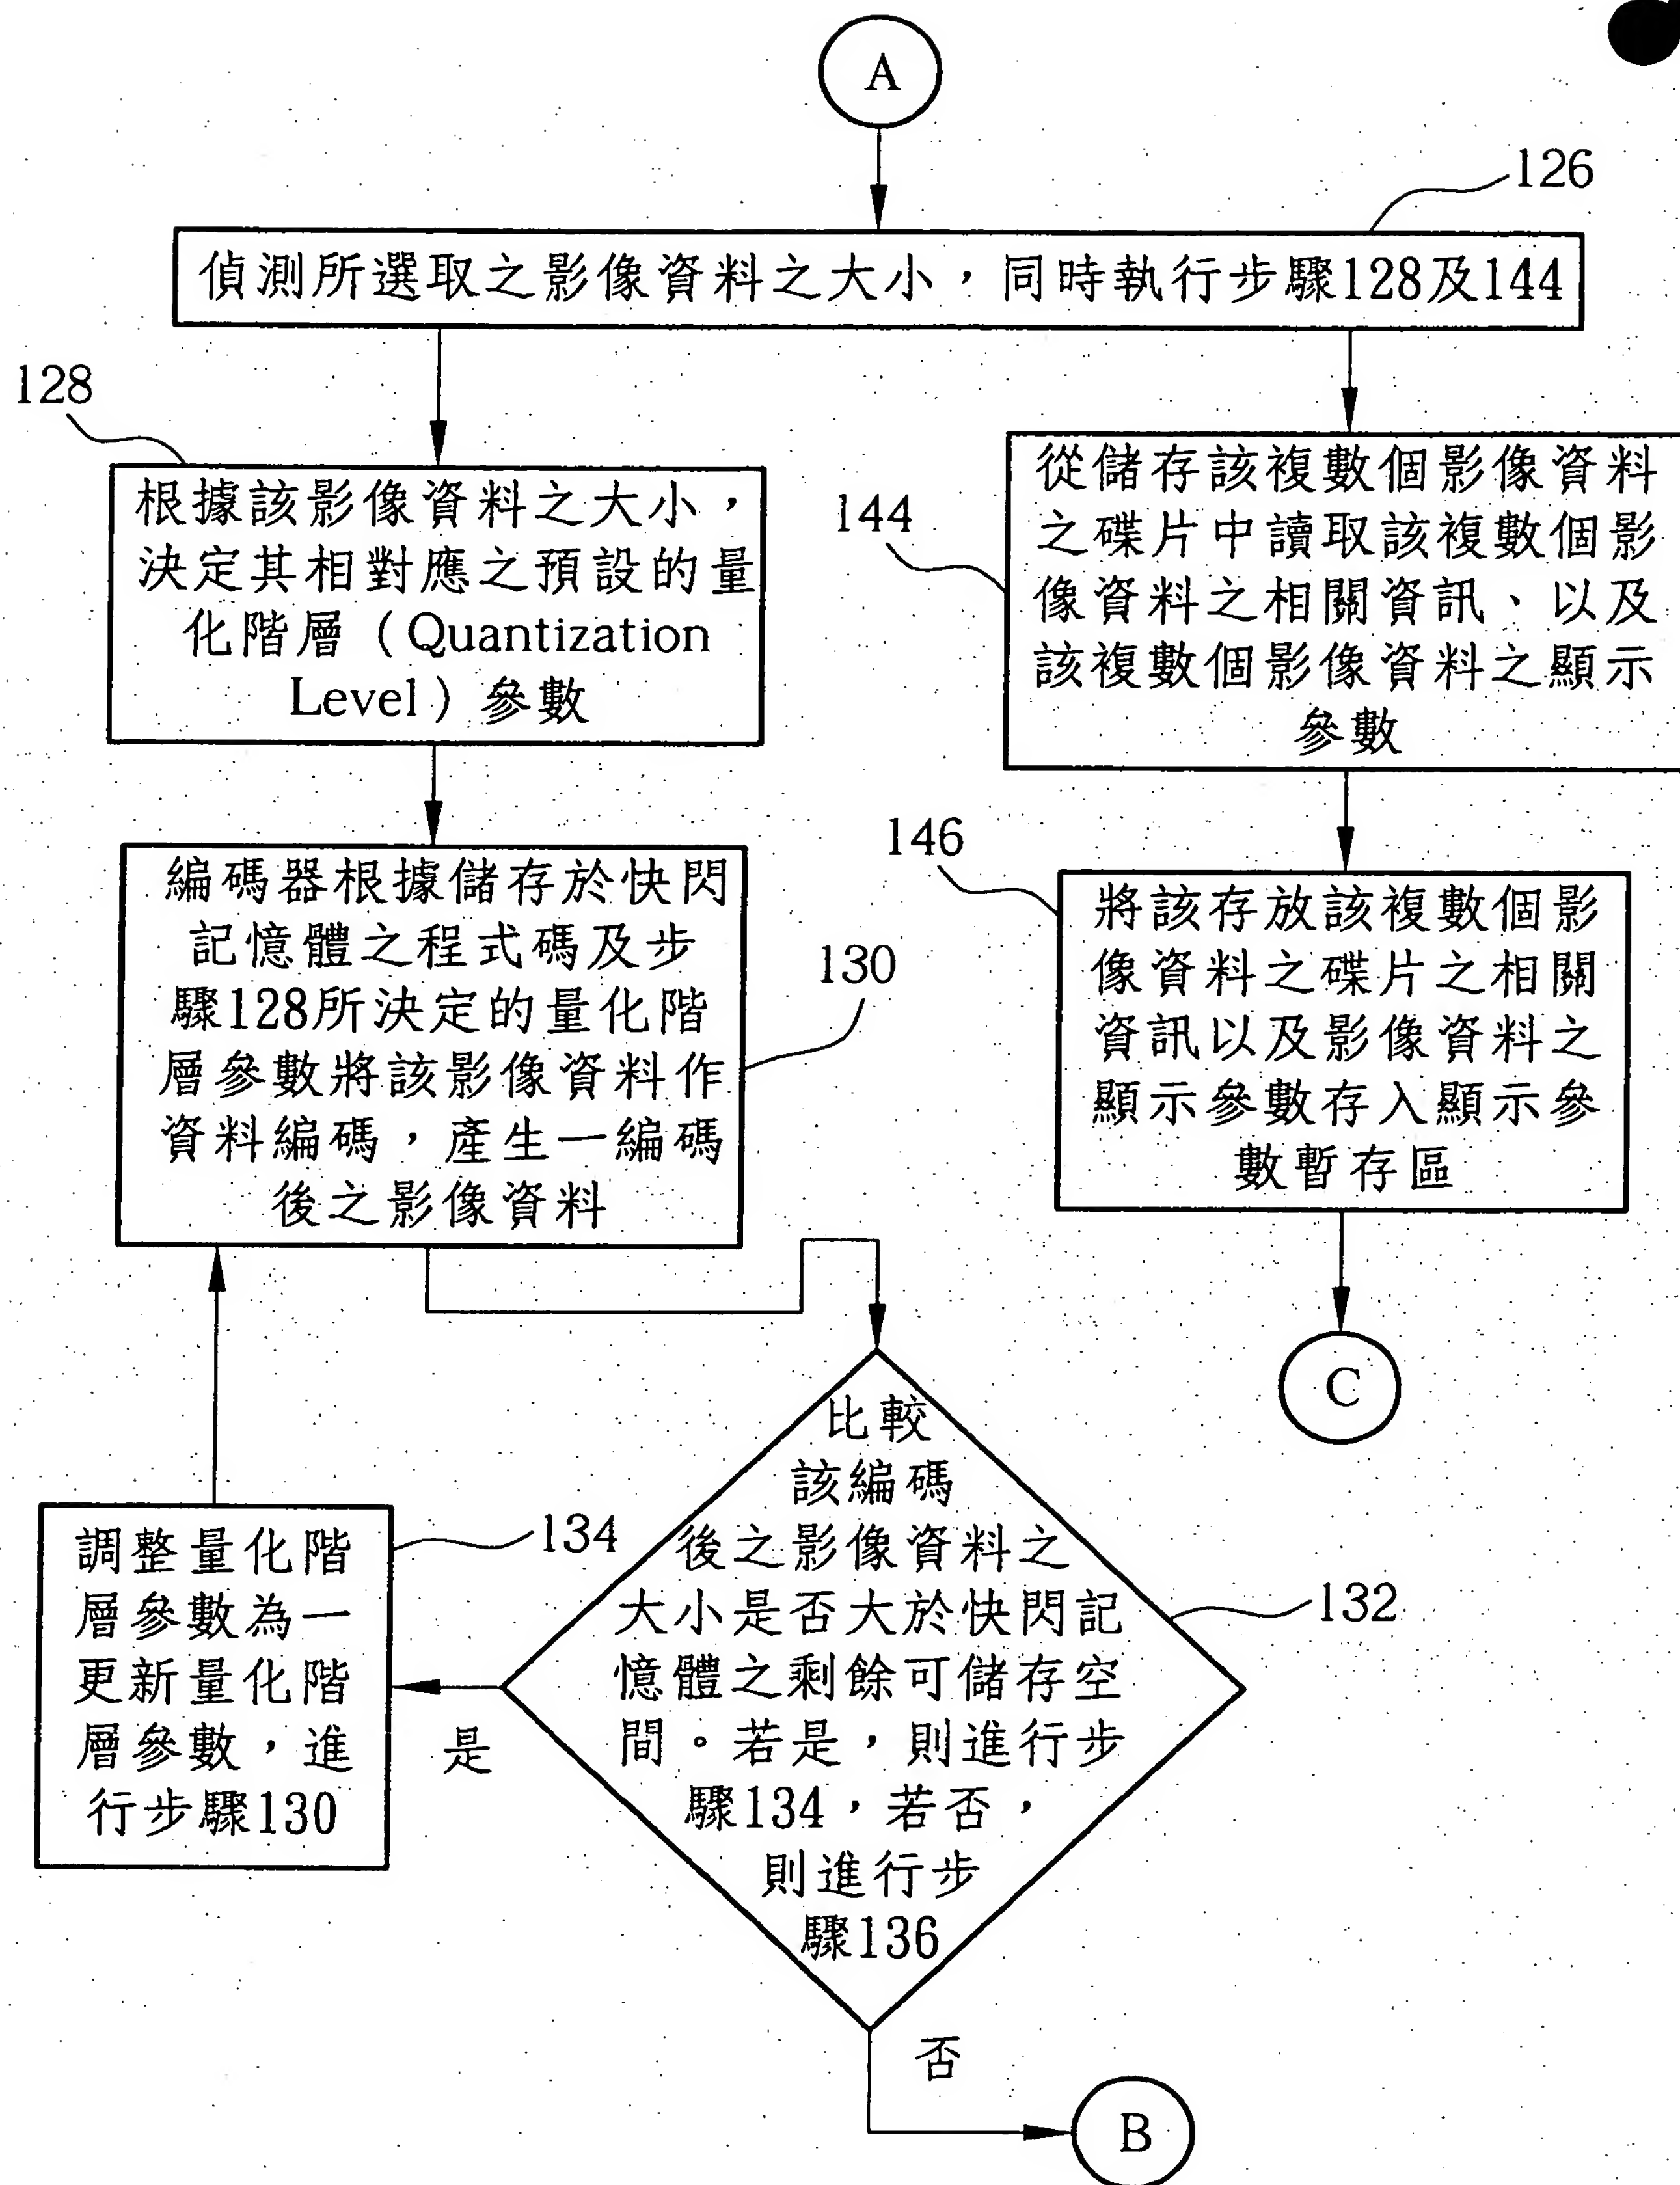 A
126
偵測所選取之影像資料之大小，同時執行步驟128及144
128
根據該影像資料之大小，
決定其相對應之預設的量
化階層（Quantization
Level）參數
144
從儲存該複數個影像資料
之碟片中讀取該複數個影
像資料之相關資訊、以及
該複數個影像資料之顯示
參數
130
編碼器根據儲存於快閃
記憶體之程式碼及步
驟128所決定的量化階
層參數將該影像資料作
資料編碼，產生一編碼
後之影像資料
146
將該存放該複數個影
像資料之碟片之相關
資訊以及影像資料之
顯示參數存入顯示參
數暫存區
C
134
調整量化階
層參數為一
更新量化階
層參數，進
行步驟130
是
132
比較
該編碼
後之影像資料之
大小是否大於快閃記
憶體之剩餘可儲存空
間。若是，則進行步
驟134，若否，
則進行步
驟136
否
B